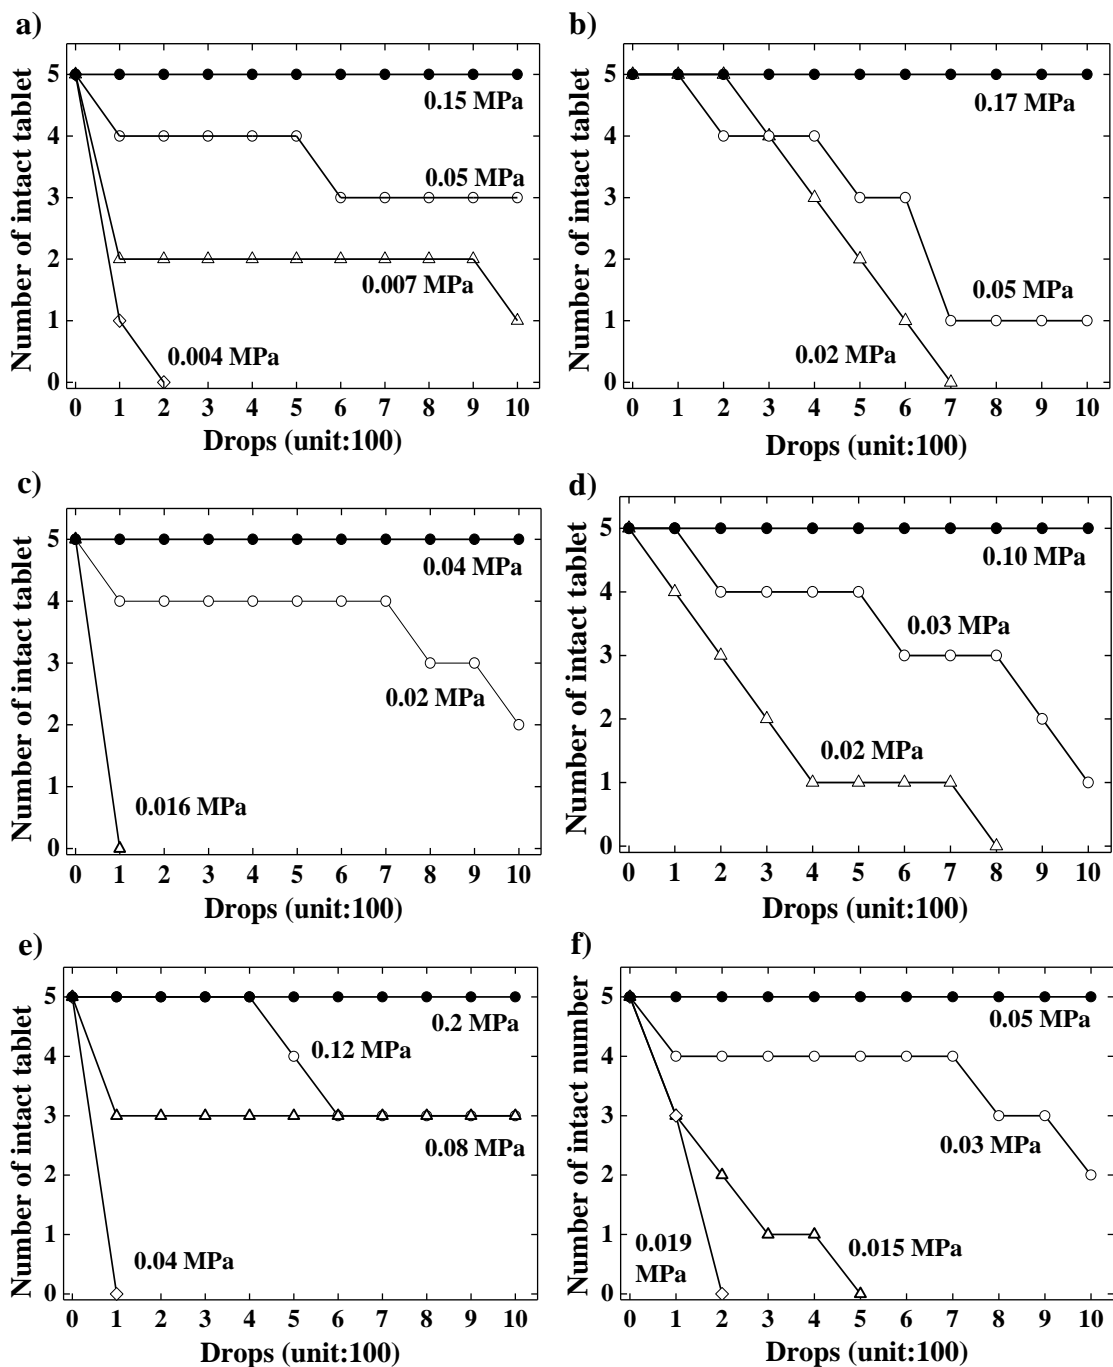 a)
Number of intact tablet
5
4
3
2
1
0
0.15 MPa
0.05 MPa
0.007 MPa
0.004 MPa
0 1 2 3 4 5 6 7 8 9 10
Drops (unit:100)
b)
Number of intact tablet
5
4
3
2
1
0
0.17 MPa
0.05 MPa
0.02 MPa
0 1 2 3 4 5 6 7 8 9 10
Drops (unit:100)
c)
Number of intact tablet
5
4
3
2
1
0
0.04 MPa
0.02 MPa
0.016 MPa
0 1 2 3 4 5 6 7 8 9 10
Drops (unit:100)
d)
Number of intact tablet
5
4
3
2
1
0
0.10 MPa
0.03 MPa
0.02 MPa
0 1 2 3 4 5 6 7 8 9 10
Drops (unit:100)
e)
Number of intact tablet
5
4
3
2
1
0
0.2 MPa
0.12 MPa
0.08 MPa
0.04 MPa
0 1 2 3 4 5 6 7 8 9 10
Drops (unit:100)
f)
Number of intact number
5
4
3
2
1
0
0.05 MPa
0.03 MPa
0.019
MPa
0.015 MPa
0 1 2 3 4 5 6 7 8 9 10
Drops (unit:100)